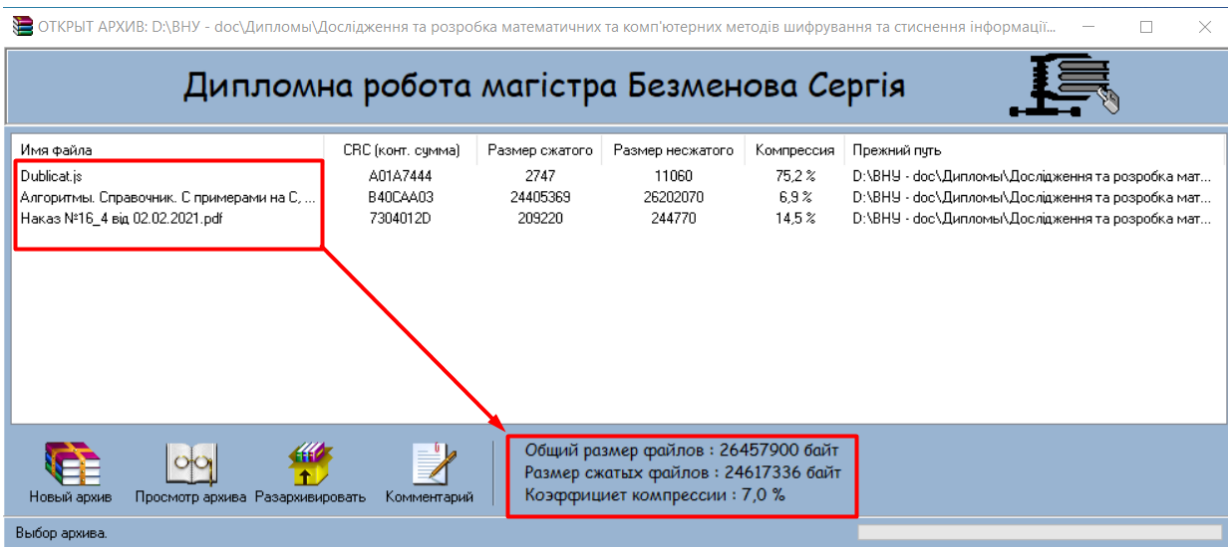 ОТКРЫТ АРХИВ: D:\ВНУ - doc\Дипломы\Дослідження та розробка математичних та комп'ютерних методів шифрування та стиснення інформації...
Дипломна робота магістра Безменова Сергія
Имя файла CRC (конт. сумма) Размер сжатого Размер несжатого Компрессия Прежний путь
Dublicat.js A01A7444 2747 11060 75,2 % D:\ВНУ - doc\Дипломы\Дослідження та розробка мат...
Алгоритмы. Справочник. С примерами на С, ... B40CAA03 24405369 26202070 6,9 % D:\ВНУ - doc\Дипломы\Дослідження та розробка мат...
Наказ №16_4 від 02.02.2021.pdf 7304012D 209220 244770 14,5 % D:\ВНУ - doc\Дипломы\Дослідження та розробка мат...
Общий размер файлов : 26457900 байт
Размер сжатых файлов : 24617336 байт
Коэффициет компрессии : 7,0 %
Новый архив Просмотр архива Разархивировать Комментарий
Выбор архива.